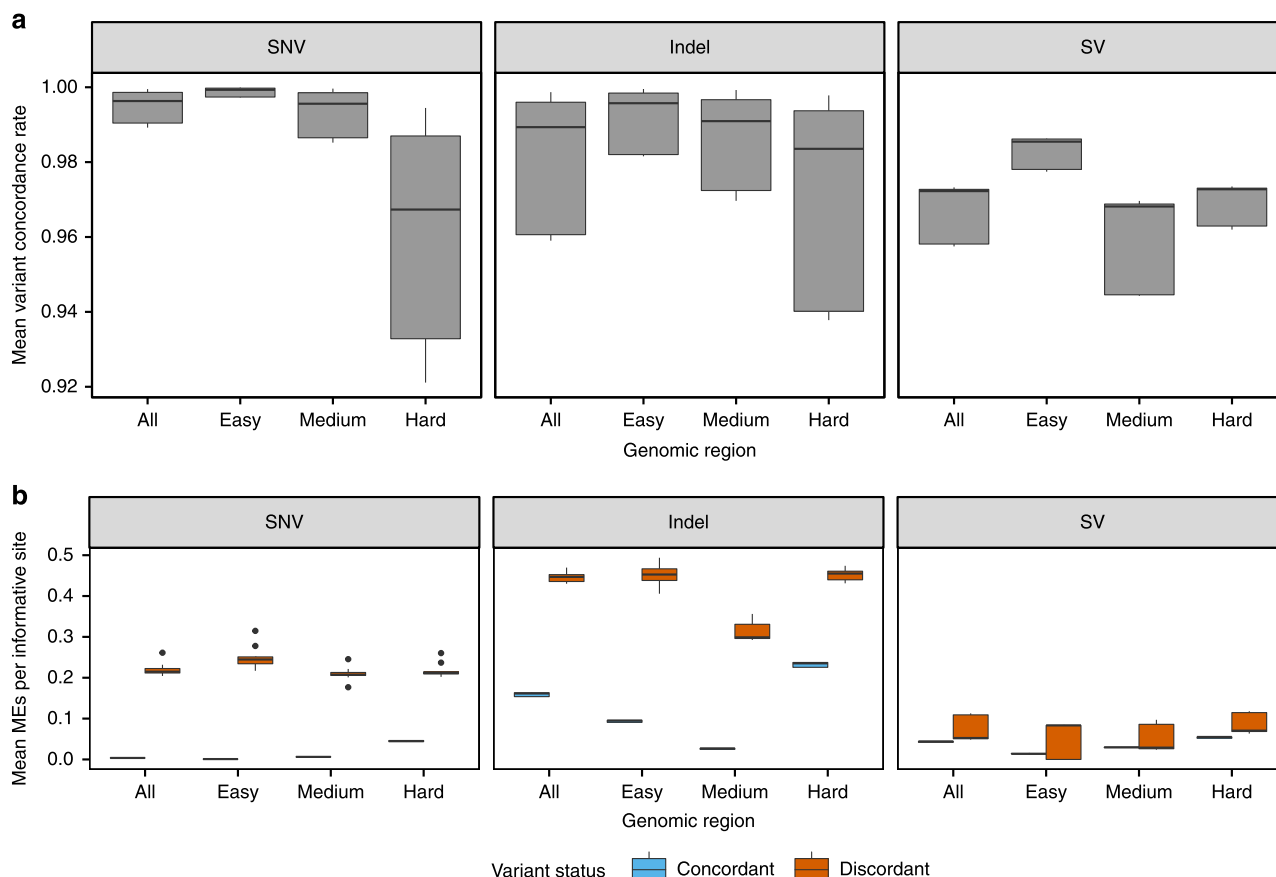 a
SNV Indel SV
Mean variant concordance rate
1.00
0.98
0.96
0.94
0.92
All Easy Medium Hard All Easy Medium Hard All Easy Medium Hard
Genomic region
b
SNV Indel SV
Mean MEs per informative site
0.5
0.4
0.3
0.2
0.1
0.0
All Easy Medium Hard All Easy Medium Hard All Easy Medium Hard
Genomic region
Variant status Concordant Discordant